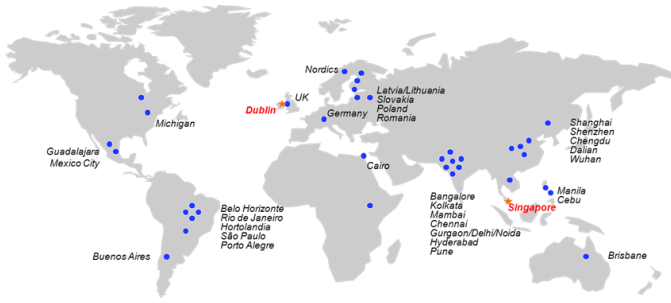 Nordics
Dublin
UK
Latvia/Lithuania
Slovakia
Poland
Romania
Germany
Michigan
Guadalajara
Mexico City
Cairo
Shanghai
Shenzhen
Chengdu
Dalian
Wuhan
Manila
Cebu
Singapore
Bangalore
Kolkata
Mambai
Chennai
Gurgaon/Delhi/Noida
Hyderabad
Pune
Belo Horizonte
Rio de Janeiro
Hortolandia
São Paulo
Porto Alegre
Buenos Aires
Brisbane